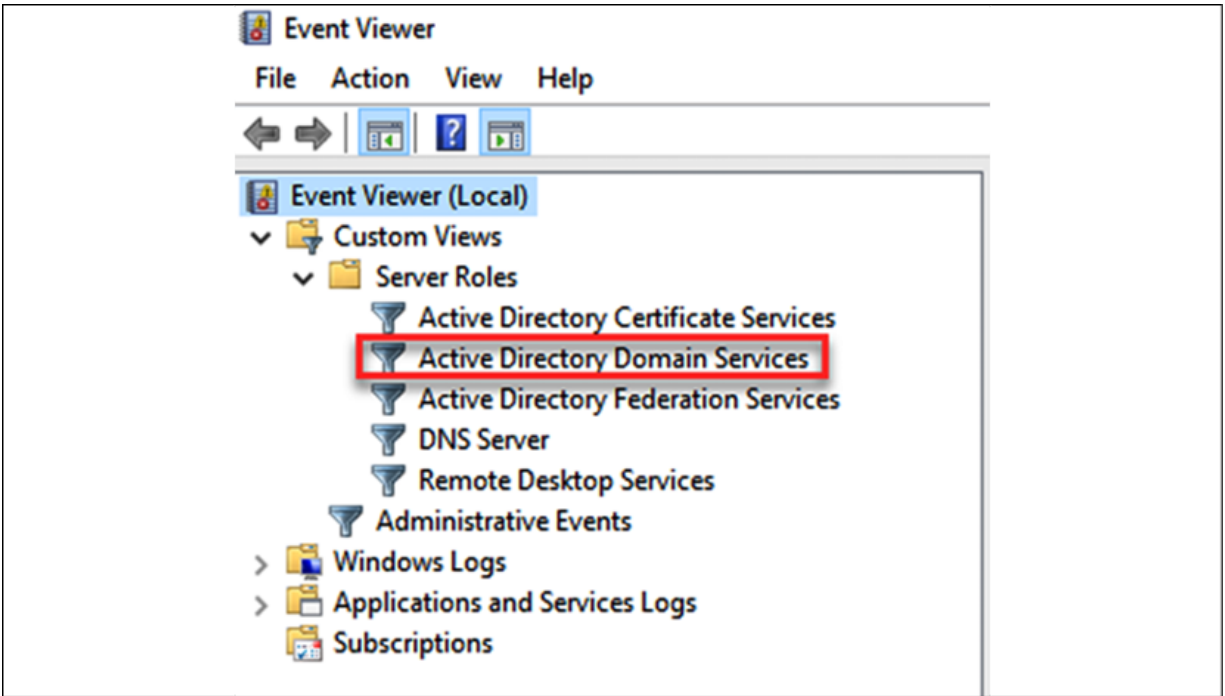 Event Viewer
File Action View Help
?
Event Viewer (Local)
Custom Views
Server Roles
Active Directory Certificate Services
Active Directory Domain Services
Active Directory Federation Services
DNS Server
Remote Desktop Services
Administrative Events
Windows Logs
Applications and Services Logs
Subscriptions